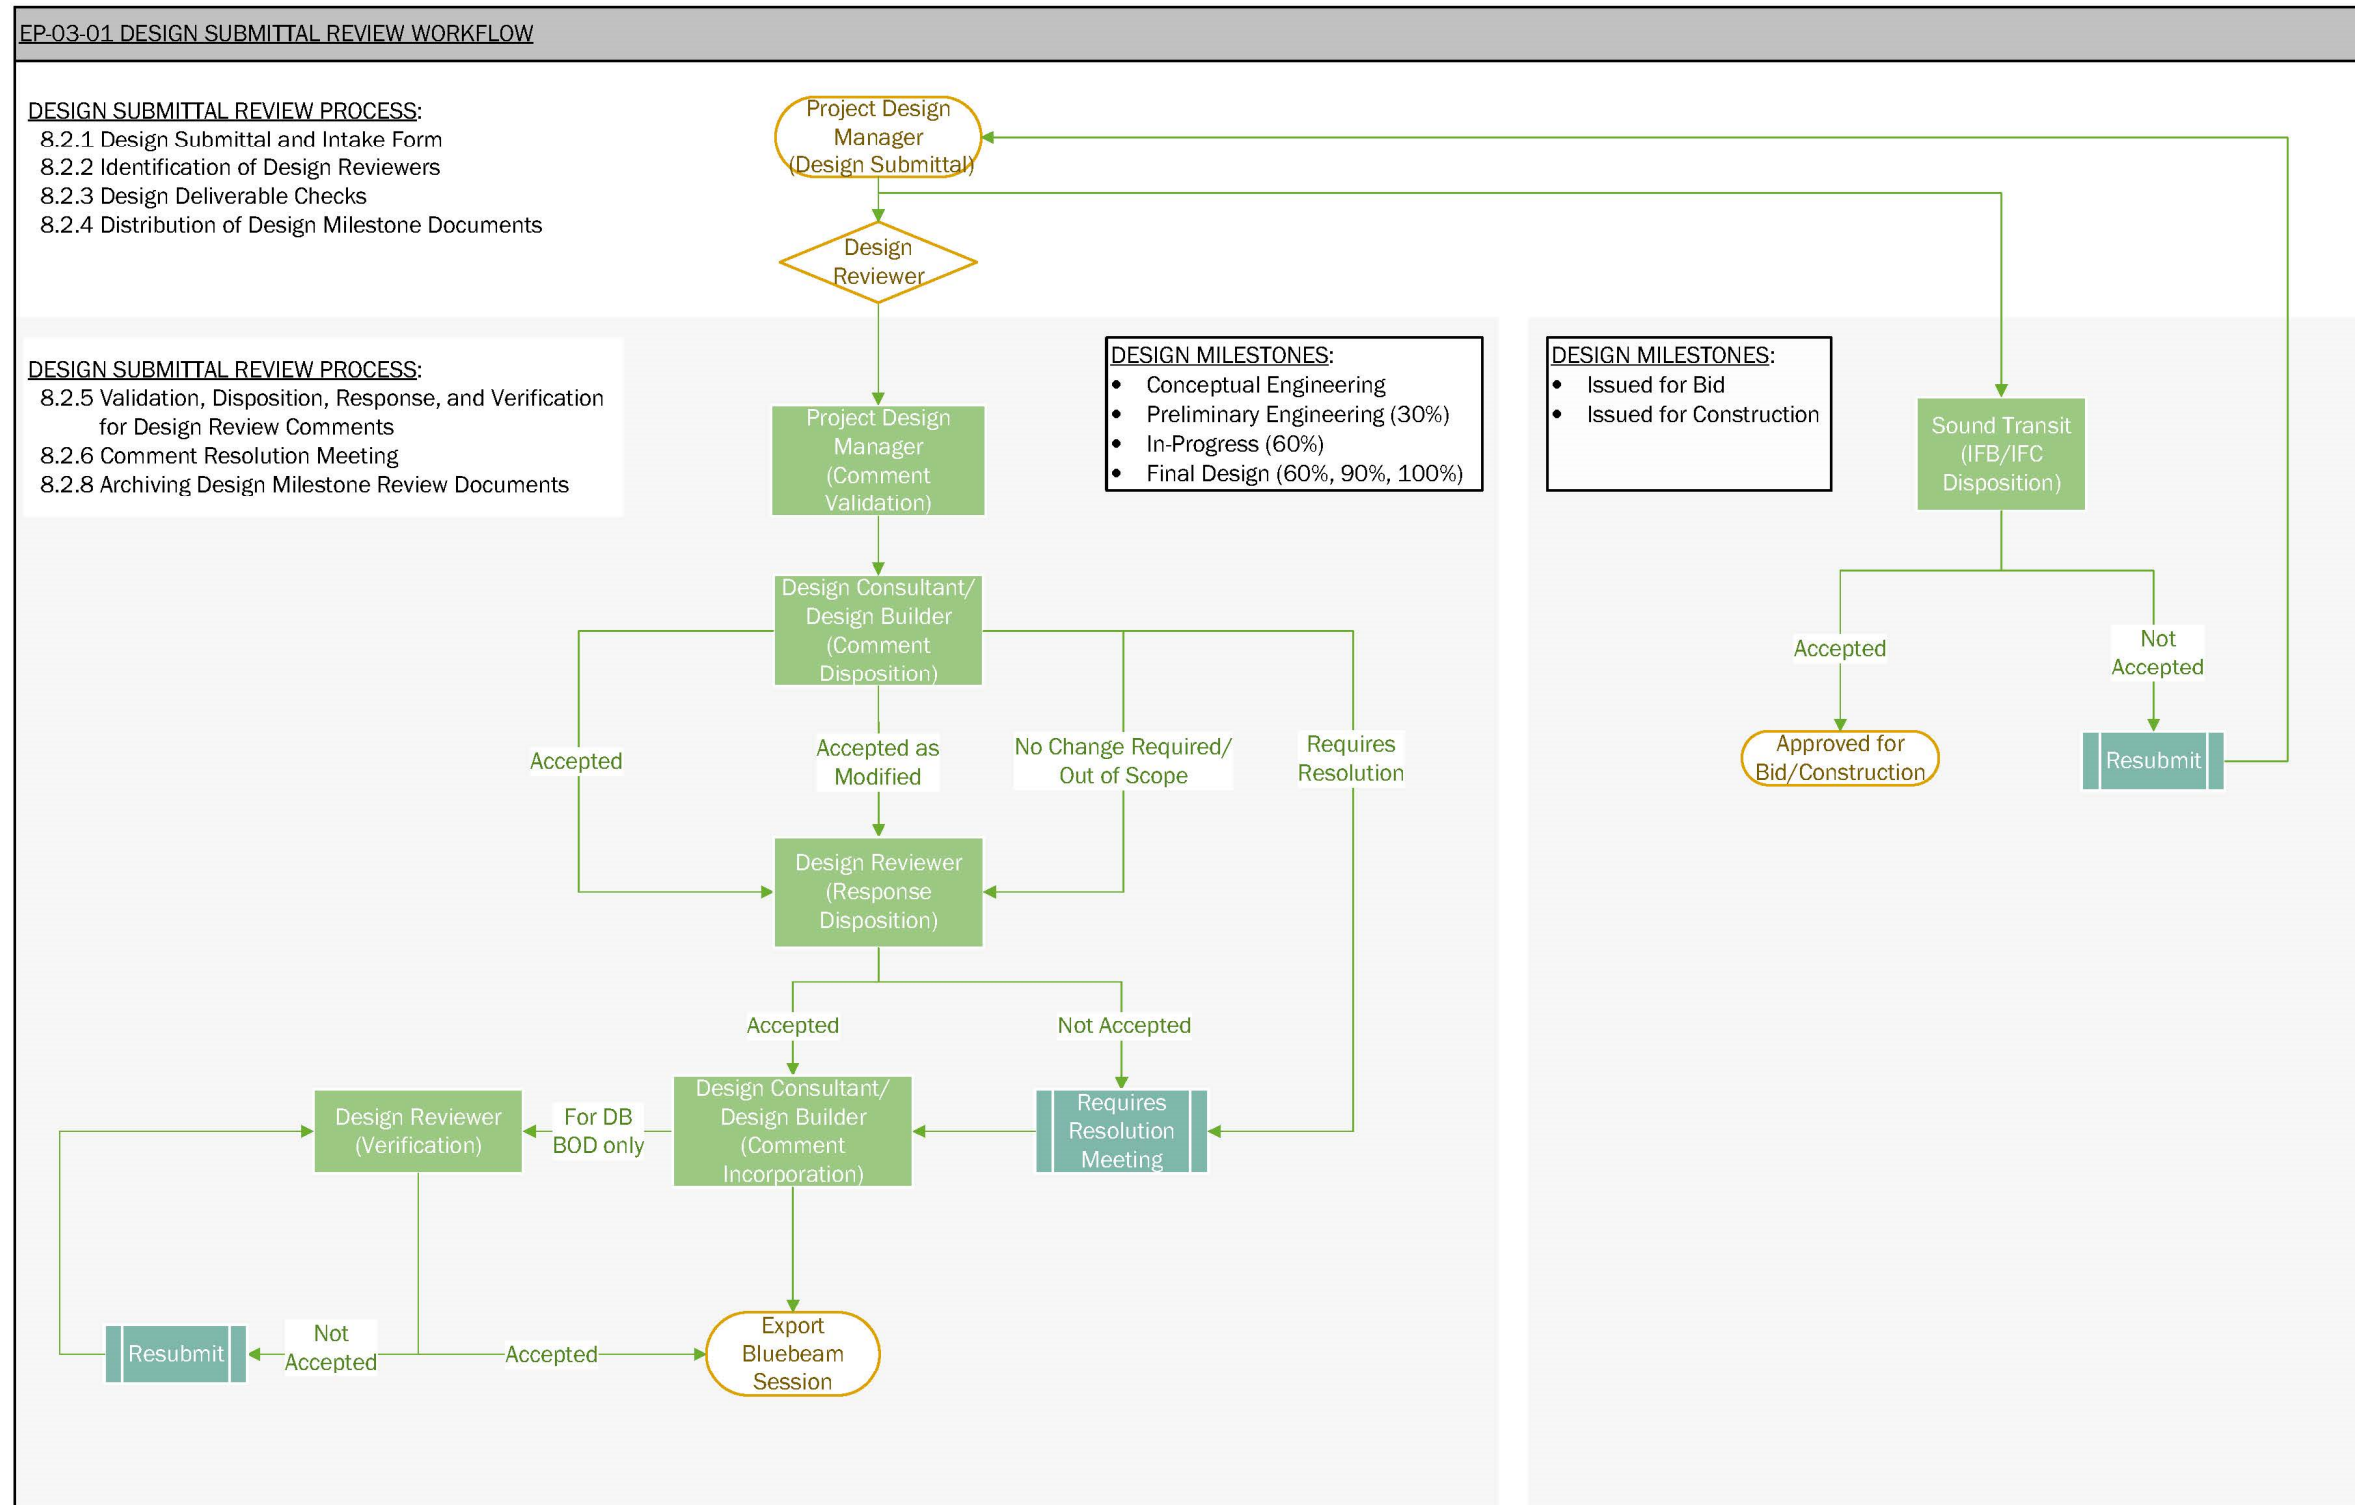 EP-03-01 DESIGN SUBMITTAL REVIEW WORKFLOW
DESIGN SUBMITTAL REVIEW PROCESS:
8.2.1 Design Submittal and Intake Form
8.2.2 Identification of Design Reviewers
8.2.3 Design Deliverable Checks
8.2.4 Distribution of Design Milestone Documents
Project Design
Manager
(Design Submittal)
Design
Reviewer
DESIGN SUBMITTAL REVIEW PROCESS:
8.2.5 Validation, Disposition, Response, and Verification
for Design Review Comments
8.2.6 Comment Resolution Meeting
8.2.8 Archiving Design Milestone Review Documents
Project Design
Manager
(Comment
Validation)
DESIGN MILESTONES:
• Conceptual Engineering
• Preliminary Engineering (30%)
• In-Progress (60%)
• Final Design (60%, 90%, 100%)
DESIGN MILESTONES:
• Issued for Bid
• Issued for Construction
Sound Transit
(IFB/IFC
Disposition)
Design Consultant/
Design Builder
(Comment
Disposition)
Accepted
Not
Accepted
Accepted
Accepted as
Modified
No Change Required/
Out of Scope
Requires
Resolution
Approved for
Bid/Construction
Resubmit
Design Reviewer
(Response
Disposition)
Accepted
Not Accepted
Design Reviewer
(Verification)
For DB
BOD only
Design Consultant/
Design Builder
(Comment
Incorporation)
Requires
Resolution
Meeting
Resubmit
Not
Accepted
Accepted
Export
Bluebeam
Session